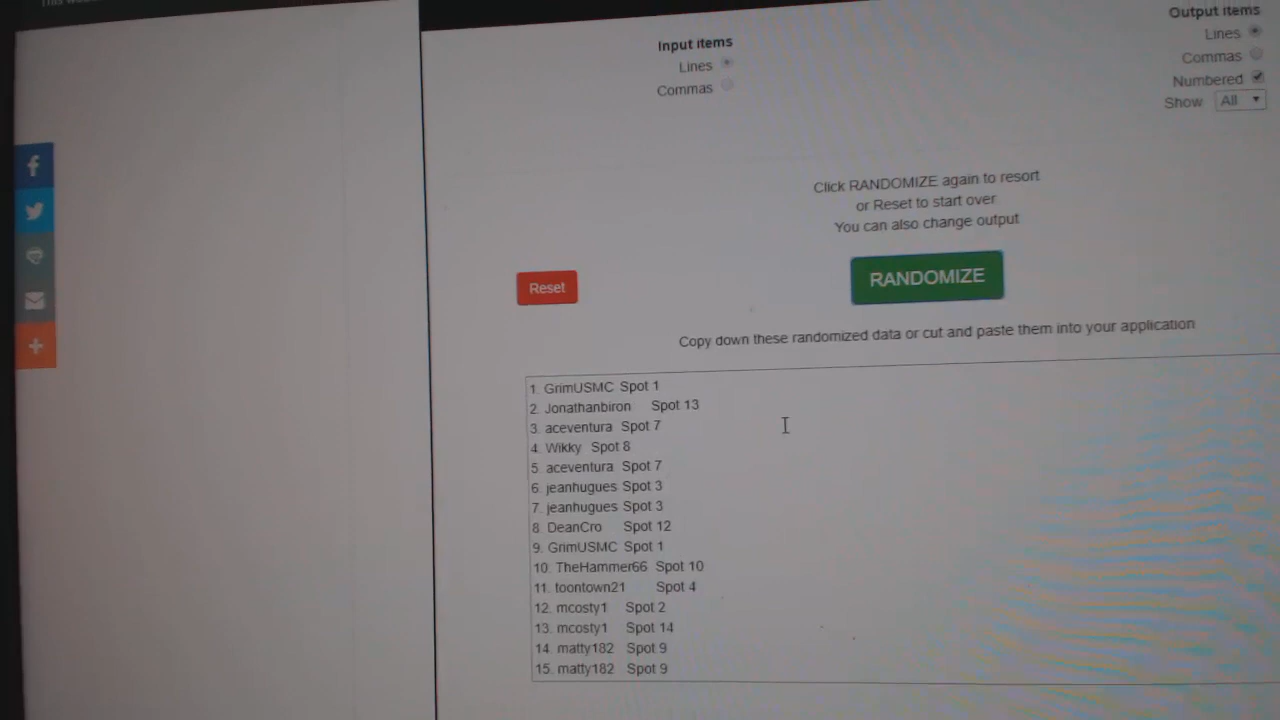 Input items
Lines
Commas
Output items
Lines
Commas
Numbered
Show All
Click RANDOMIZE again to resort
or Reset to start over
You can also change output
Reset
RANDOMIZE
Copy down these randomized data or cut and paste them into your application
1. GrimUSMC Spot 1
2. Jonathanbiron Spot 13
3. aceventura Spot 7
4. Wikky Spot 8
5. aceventura Spot 7
6. jeanhugues Spot 3
7. jeanhugues Spot 3
8. DeanCro Spot 12
9. GrimUSMC Spot 1
10. TheHammer66 Spot 10
11. toontown21 Spot 4
12. mcosty1 Spot 2
13. mcosty1 Spot 14
14. matty182 Spot 9
15. matty182 Spot 9